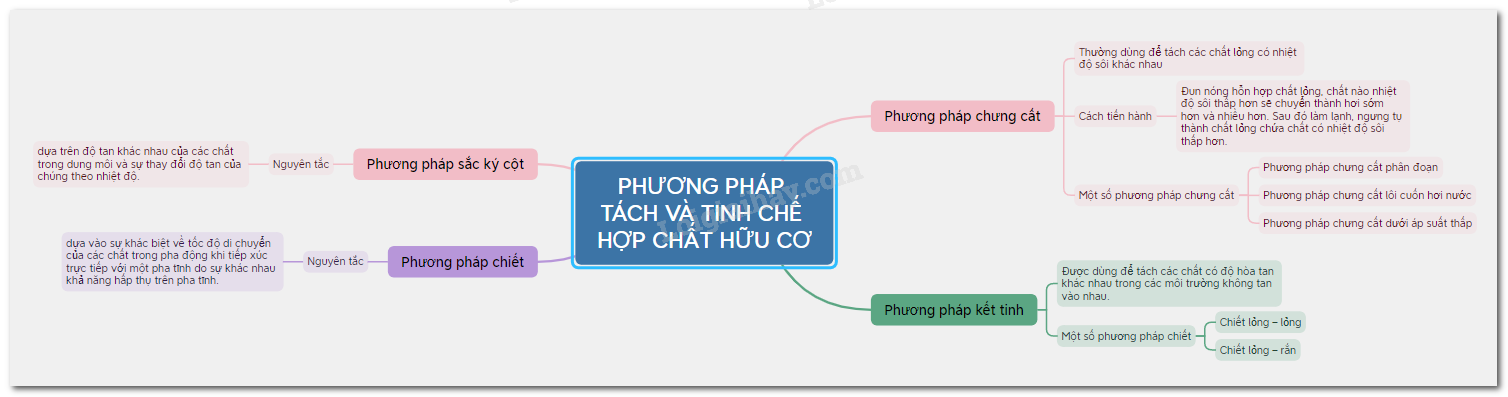 PHƯƠNG PHÁP
TÁCH VÀ TINH CHẾ
HỢP CHẤT HỮU CƠ
Phương pháp chưng cất
Thường dùng để tách các chất lỏng có nhiệt
độ sôi khác nhau
Cách tiến hành
Đun nóng hỗn hợp chất lỏng, chất nào nhiệt
độ sôi thấp hơn sẽ chuyển thành hơi sớm
hơn và nhiều hơn. Sau đó làm lạnh, ngưng tụ
thành chất lỏng chứa chất có nhiệt độ sôi
thấp hơn.
Một số phương pháp chưng cất
Phương pháp chưng cất phân đoạn
Phương pháp chưng cất lôi cuốn hơi nước
Phương pháp chưng cất dưới áp suất thấp
Phương pháp kết tinh
Được dùng để tách các chất có độ hòa tan
khác nhau trong các môi trường không tan
vào nhau.
Một số phương pháp chiết
Chiết lỏng – lỏng
Chiết lỏng – rắn
Phương pháp sắc ký cột
Nguyên tắc
dựa trên độ tan khác nhau của các chất
trong dung môi và sự thay đổi độ tan của
chúng theo nhiệt độ.
Phương pháp chiết
Nguyên tắc
dựa vào sự khác biệt về tốc độ di chuyển
của các chất trong pha động khi tiếp xúc
trực tiếp với một pha tĩnh do sự khác nhau
khả năng hấp thụ trên pha tĩnh.
Loigiaihay.com